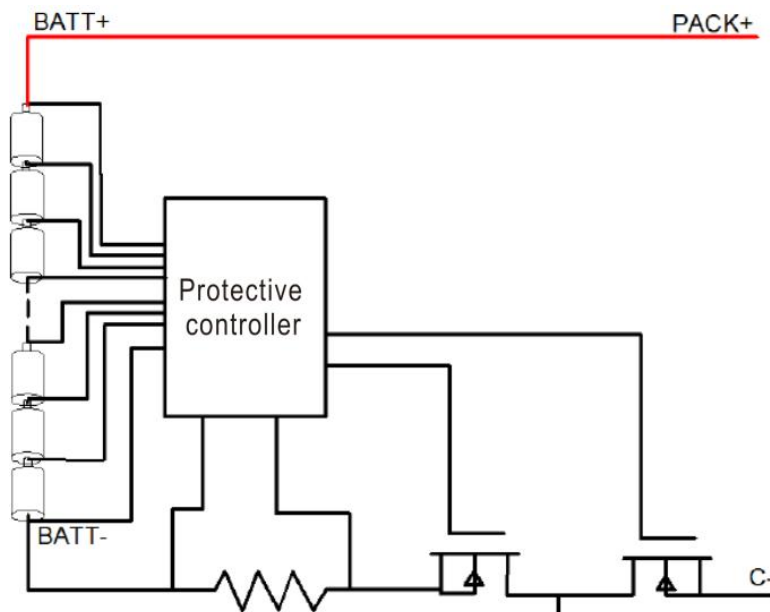 BATT+
PACK+
Protective
controller
BATT-
C-